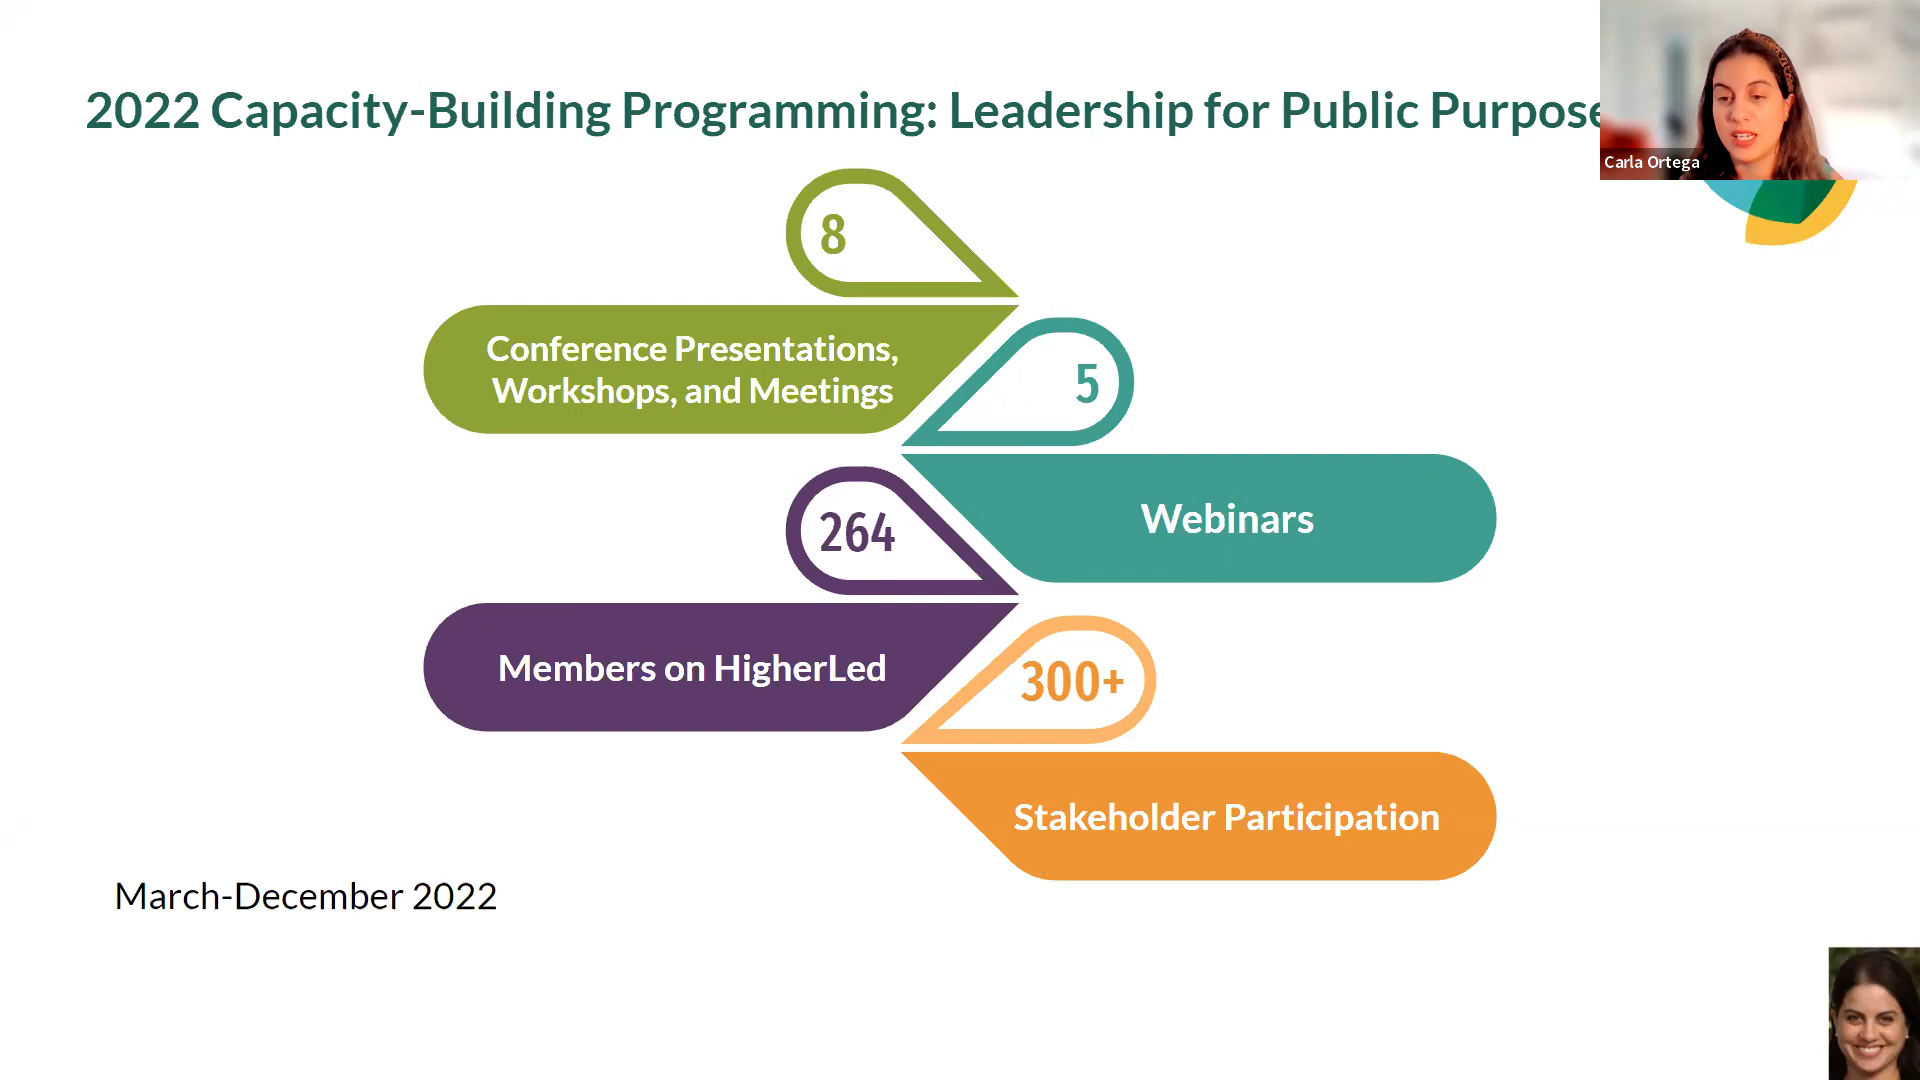 2022 Capacity-Building Programming: Leadership for Public Purpose
Carla Ortega
8
Conference Presentations,
Workshops, and Meetings
5
Webinars
264
Members on HigherLed
300+
Stakeholder Participation
March-December 2022